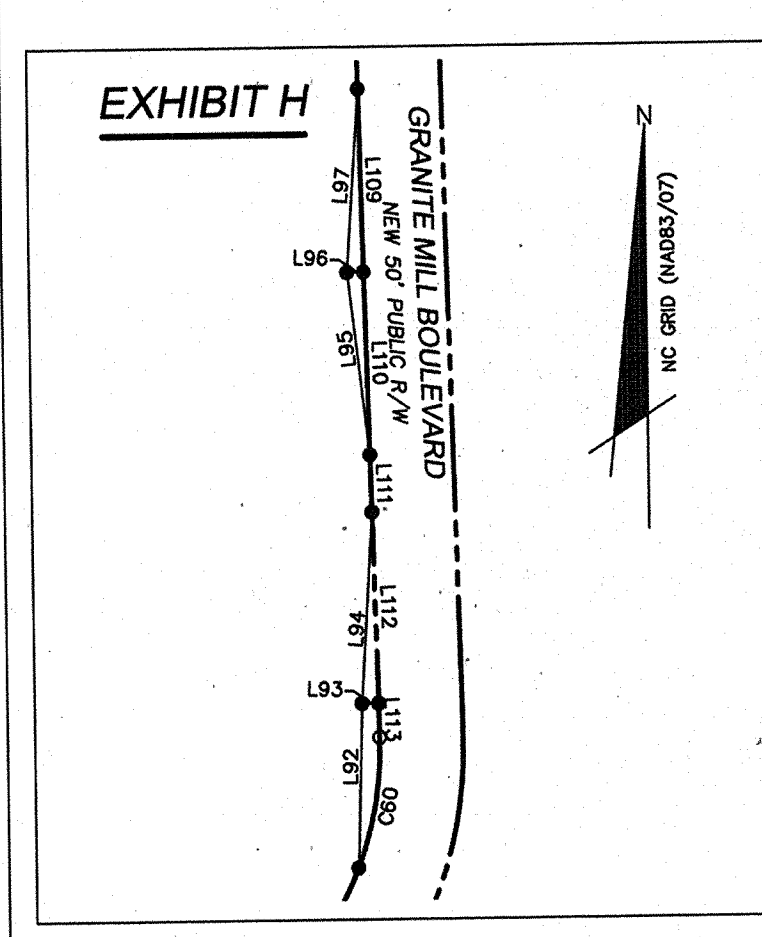 EXHIBIT H
N
NC GRID (NAD83/07)
GRANITE MILL BOULEVARD
NEW 50' PUBLIC R/W
L97
L109
L96
L95
L110
L111
L94
L112
L93
L113
L92
C60